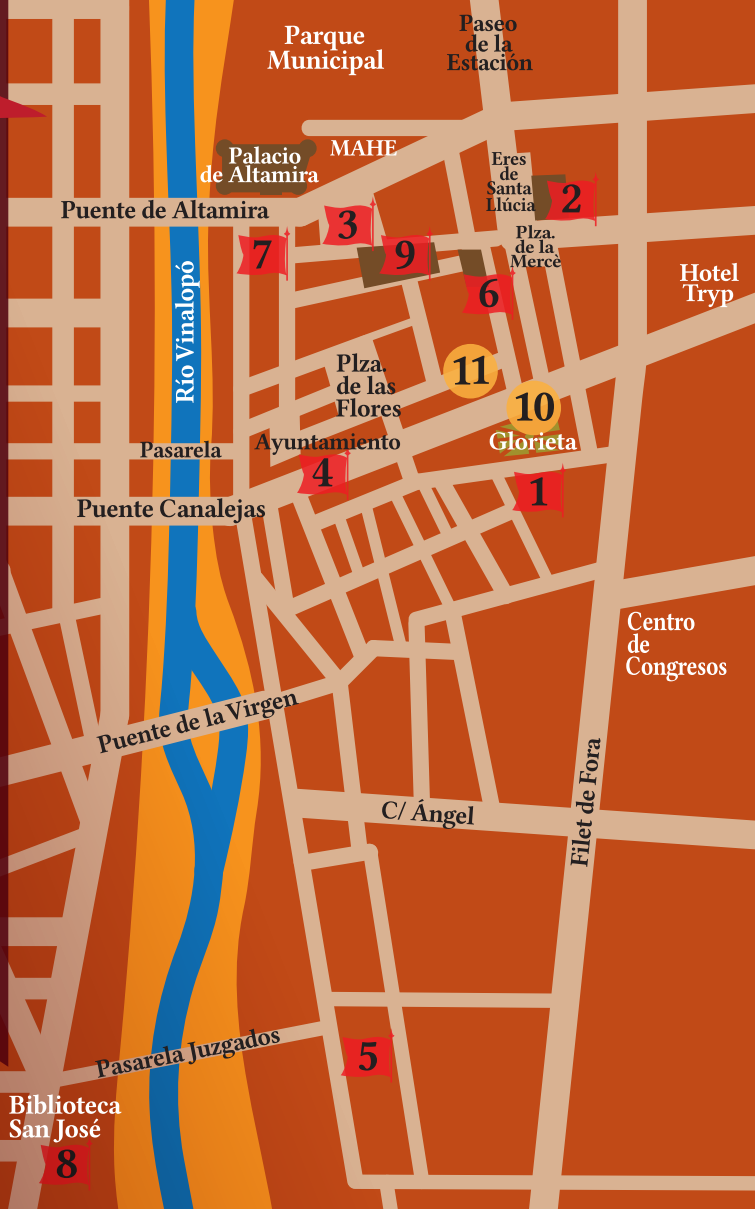 Parque
Municipal
Paseo
de la
Estación
MAHE
Palacio
de Altamira
Eres
de
Santa
Llúcia
2
Puente de Altamira
3
7
9
Plza.
de la
Mercè
6
Hotel
Tryp
Río Vinalopó
Plza.
de las
Flores
11
10
Glorieta
Pasarela
Ayuntamiento
4
1
Puente Canalejas
Centro
de
Congresos
Puente de la Virgen
C/ Ángel
Filet de Fora
Pasarela Juzgados
5
Biblioteca
San José
8